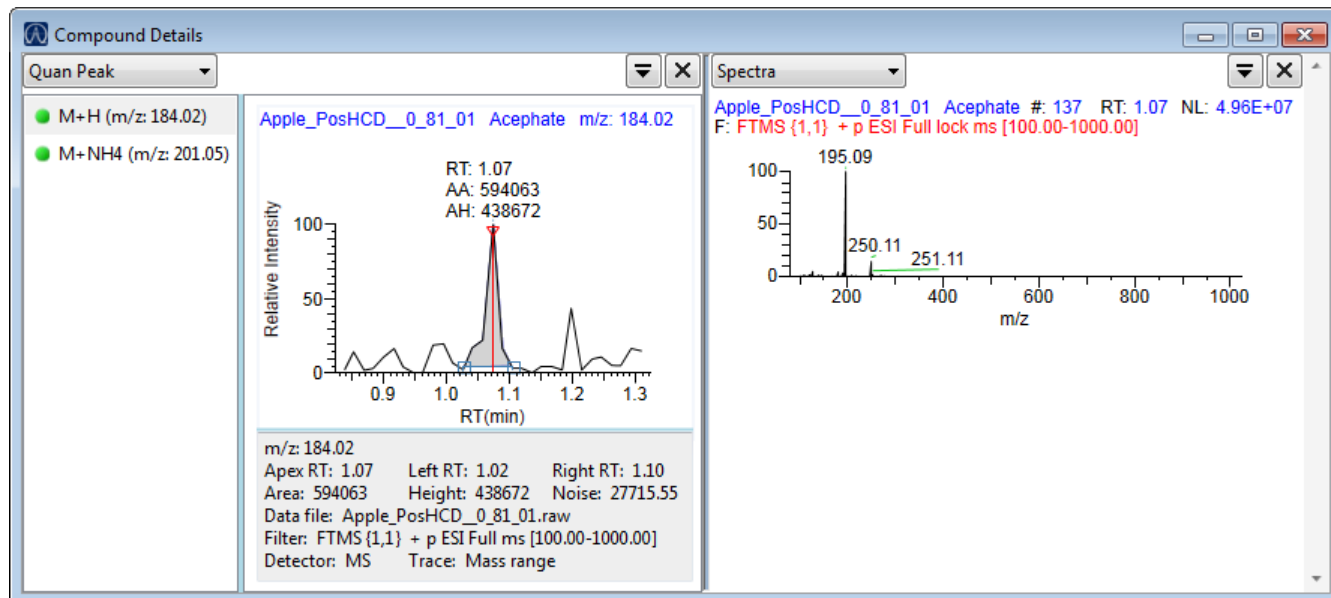 Compound Details
Quan Peak
M+H (m/z: 184.02)
M+NH4 (m/z: 201.05)
Apple_PosHCD__0_81_01 Acephate m/z: 184.02
RT: 1.07
AA: 594063
AH: 438672
Relative Intensity
100
50
0
0.9 1.0 1.1 1.2 1.3
RT(min)
m/z: 184.02
Apex RT: 1.07 Left RT: 1.02 Right RT: 1.10
Area: 594063 Height: 438672 Noise: 27715.55
Data file: Apple_PosHCD__0_81_01.raw
Filter: FTMS {1,1} + p ESI Full ms [100.00-1000.00]
Detector: MS Trace: Mass range
Spectra
Apple_PosHCD__0_81_01 Acephate #: 137 RT: 1.07 NL: 4.96E+07
F: FTMS {1,1} + p ESI Full lock ms [100.00-1000.00]
195.09
100
50
250.11
251.11
0
200 400 600 800 1000
m/z